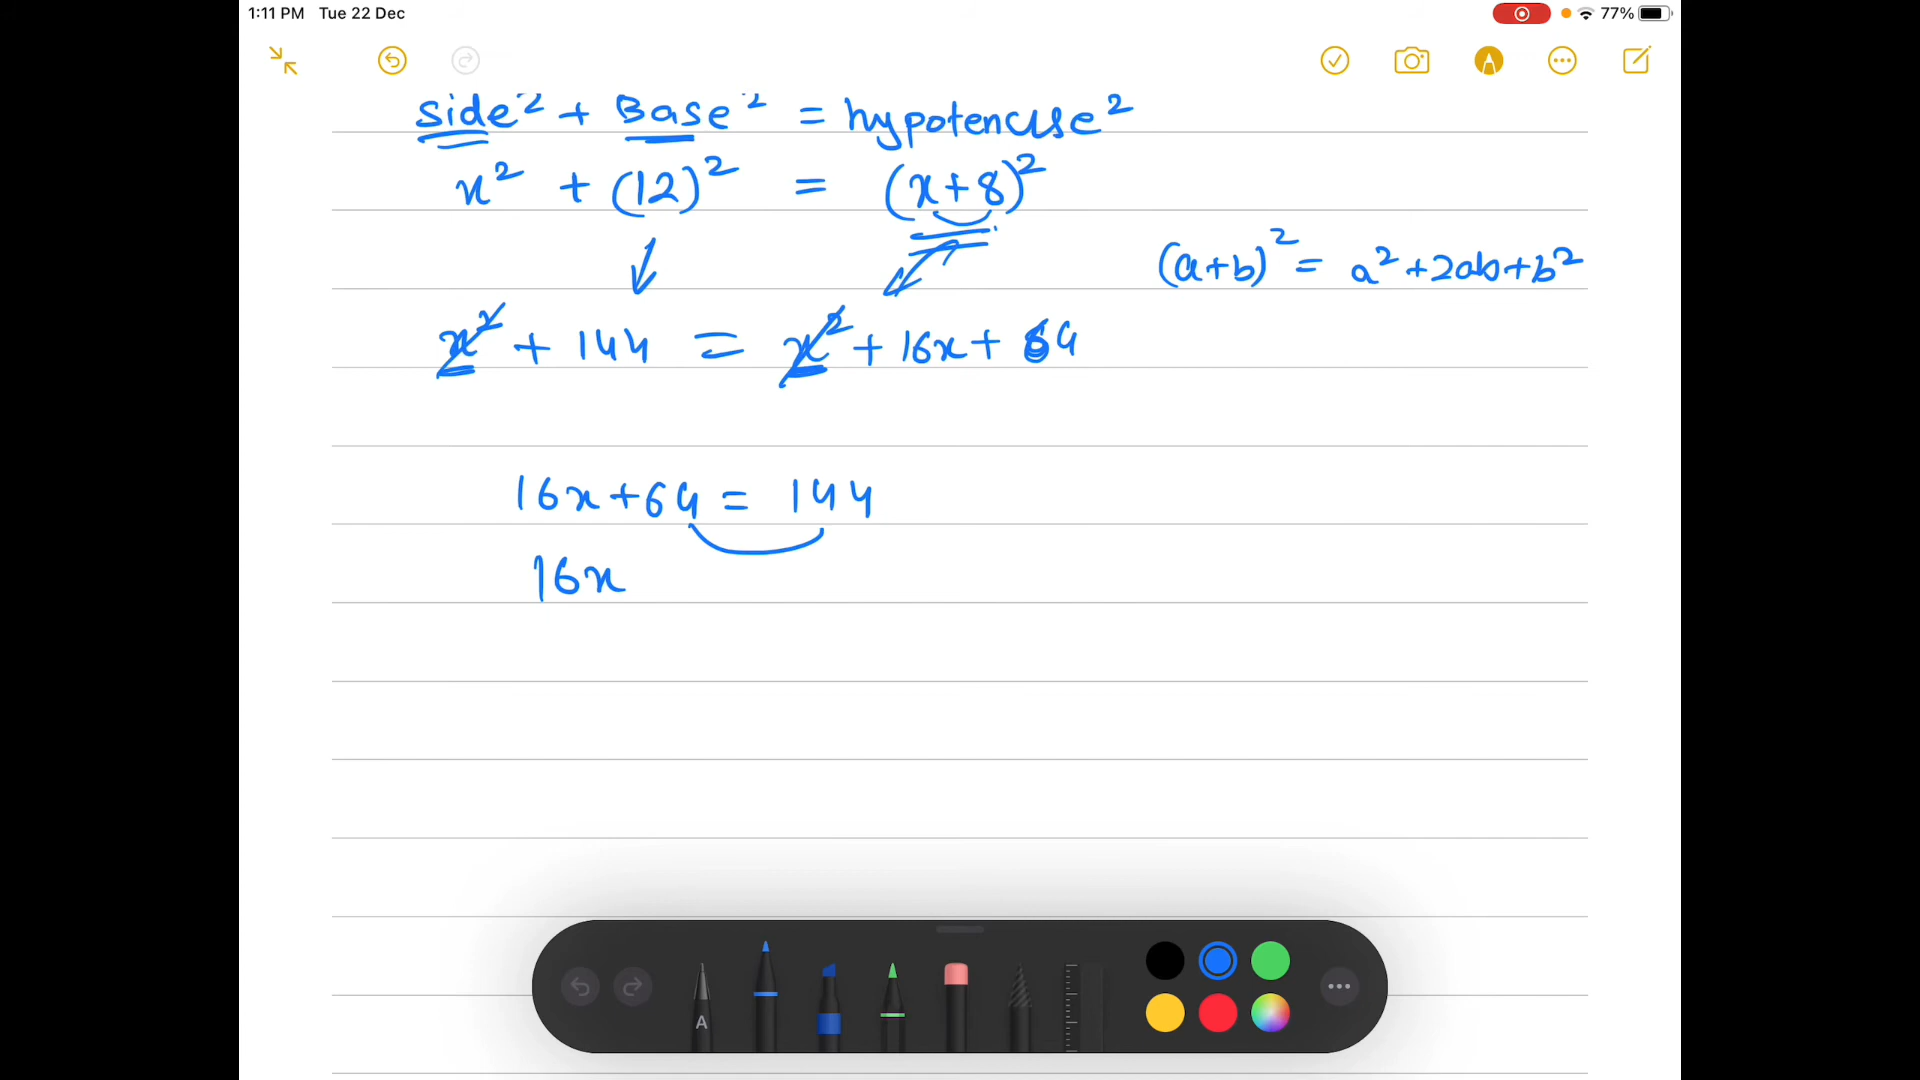 1:11 PM Tue 22 Dec
77%
side² + Base² = hypotenuse²
x² + (12)² = (x+8)²
(a+b)² = a²+2ab+b²
x² + 144 = x² + 16x + 64
16x+64 = 144
16x
A